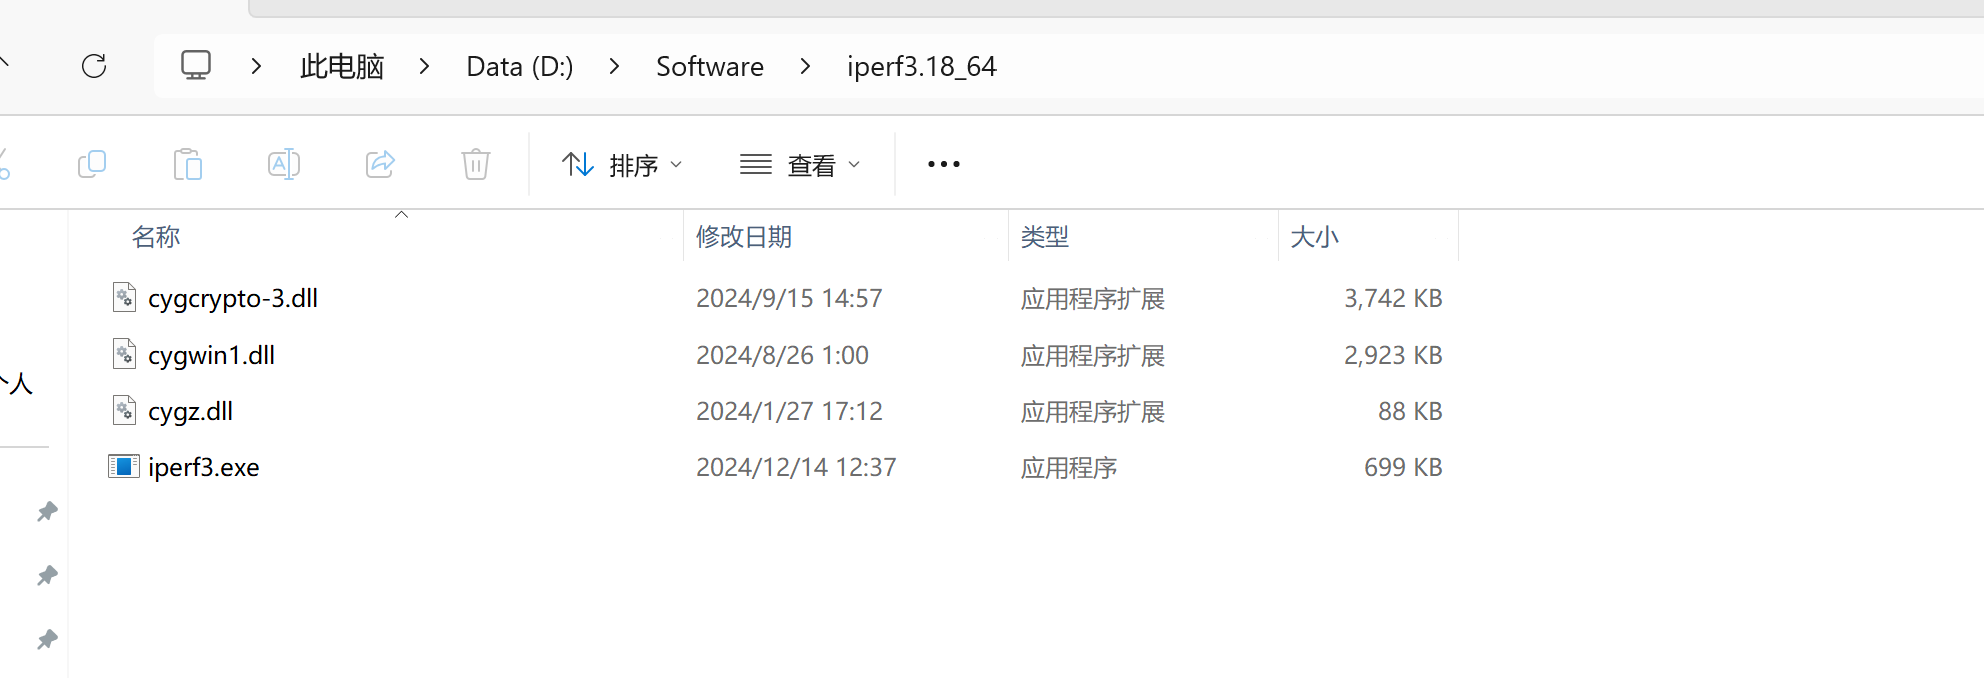 此电脑 > Data (D:) > Software > iperf3.18_64
排序 查看
名称 修改日期 类型 大小
cygcrypto-3.dll 2024/9/15 14:57 应用程序扩展 3,742 KB
cygwin1.dll 2024/8/26 1:00 应用程序扩展 2,923 KB
个人
cygz.dll 2024/1/27 17:12 应用程序扩展 88 KB
iperf3.exe 2024/12/14 12:37 应用程序 699 KB